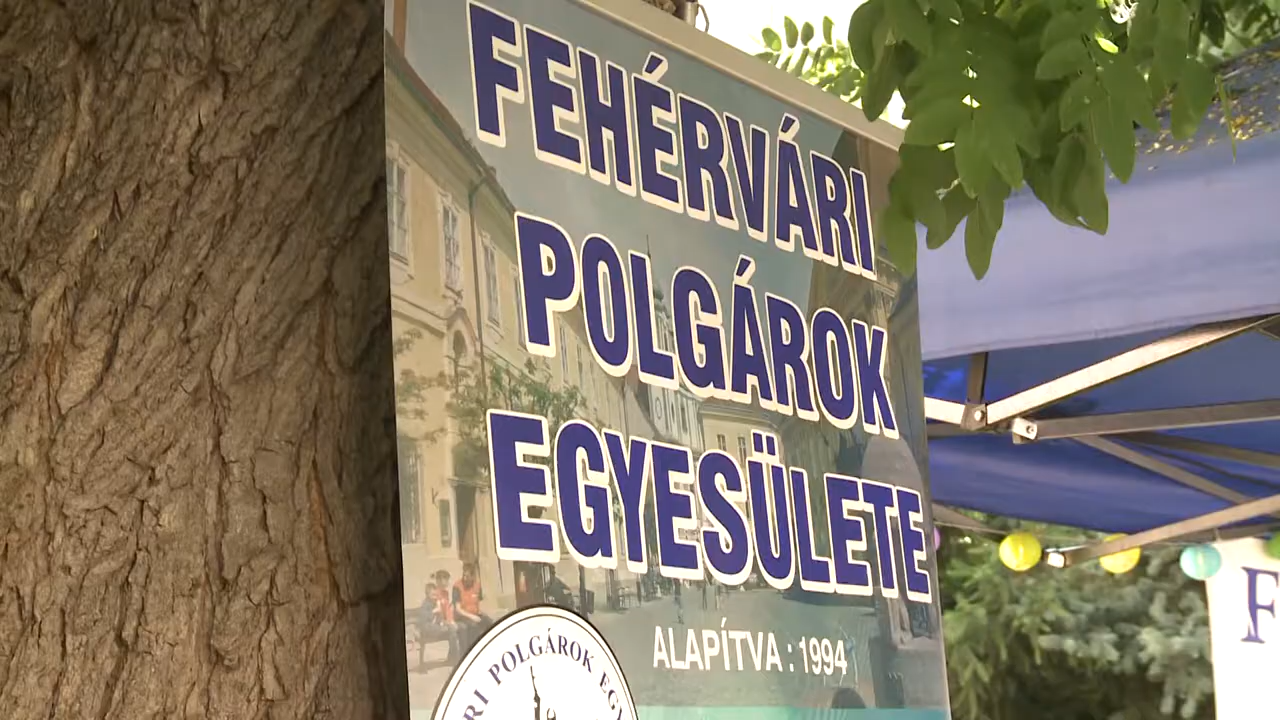 FEHÉRVÁRI
POLGÁROK
EGYESÜLETE
ALAPÍTVA : 1994
POLGÁROK
F